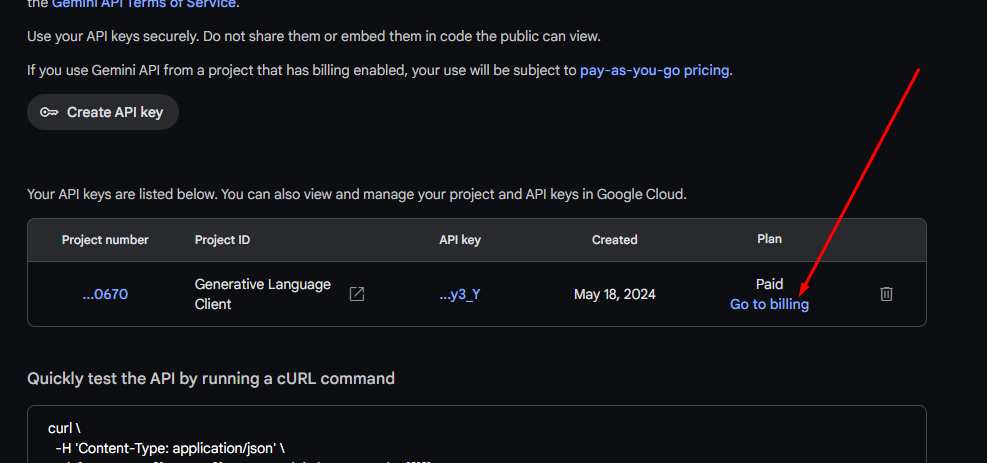 the Gemini API Terms of Service.
Use your API keys securely. Do not share them or embed them in code the public can view.
If you use Gemini API from a project that has billing enabled, your use will be subject to pay-as-you-go pricing.
Create API key
Your API keys are listed below. You can also view and manage your project and API keys in Google Cloud.
Project number Project ID API key Created Plan
...0670 Generative Language Client ...y3_Y May 18, 2024 Paid
Go to billing
Quickly test the API by running a cURL command
curl \
-H 'Content-Type: application/json' \